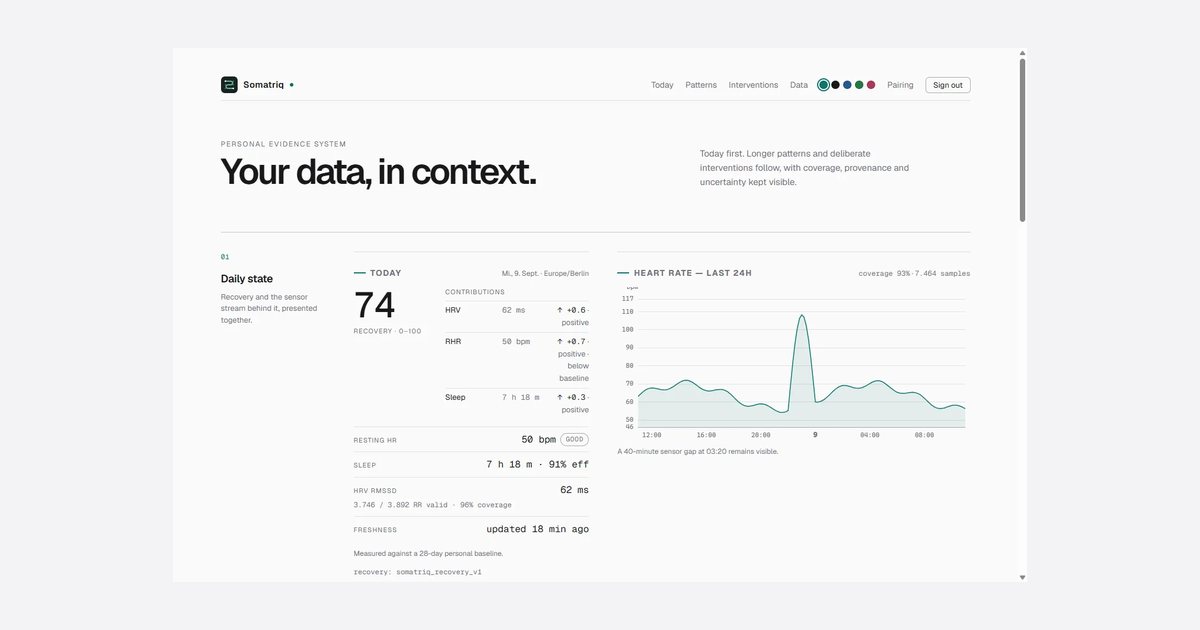 Somatriq
Today Patterns Interventions Data Pairing Sign out
PERSONAL EVIDENCE SYSTEM
Your data, in context.
Today first. Longer patterns and deliberate
interventions follow, with coverage, provenance and
uncertainty kept visible.
01
Daily state
Recovery and the sensor
stream behind it, presented
together.
TODAY
Mi., 9. Sept. · Europe/Berlin
74
RECOVERY · 0–100
CONTRIBUTIONS
HRV 62 ms ↑ +0.6 ·
positive
RHR 50 bpm ↑ +0.7 ·
positive ·
below
baseline
Sleep 7 h 18 m ↑ +0.3 ·
positive
RESTING HR 50 bpm GOOD
SLEEP 7 h 18 m · 91% eff
HRV RMSSD 62 ms
3.746 / 3.892 RR valid · 96% coverage
FRESHNESS updated 18 min ago
Measured against a 28-day personal baseline.
recovery: somatriq_recovery_v1
HEART RATE — LAST 24H
coverage 93% · 7.464 samples
117
110
100
90
80
70
60
50
46
12:00 16:00 20:00 9 04:00 08:00
A 40-minute sensor gap at 03:20 remains visible.